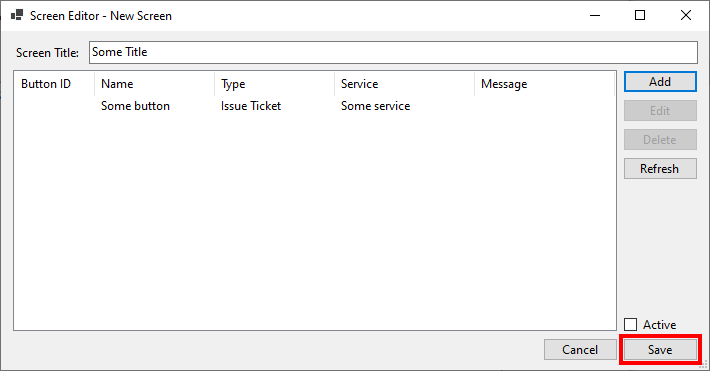 Screen Editor - New Screen
Screen Title: Some Title
Button ID Name Type Service Message
Some button Issue Ticket Some service
Add
Edit
Delete
Refresh
Active
Cancel Save